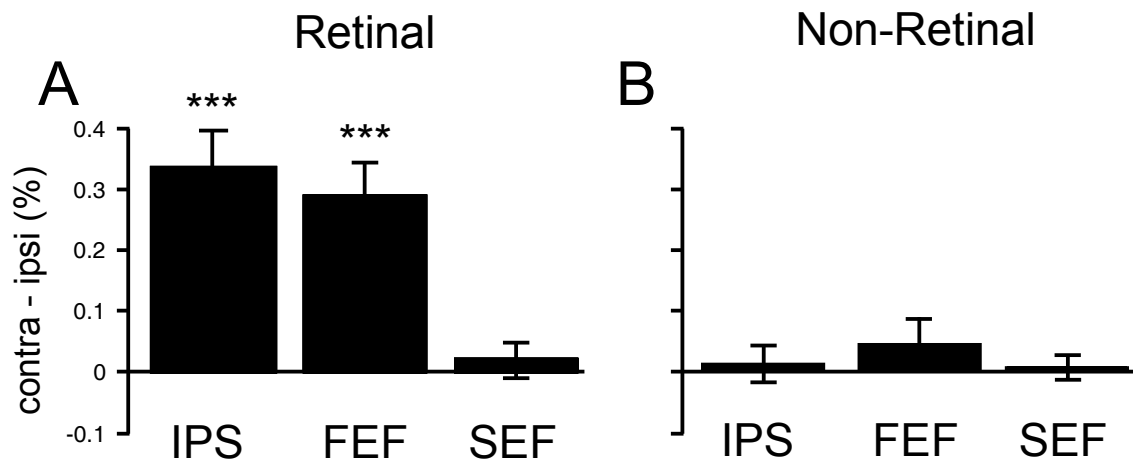 Retinal
Non-Retinal
A
B
***
***
contra - ipsi (%)
0.4
0.3
0.2
0.1
0
-0.1
IPS
FEF
SEF
IPS
FEF
SEF